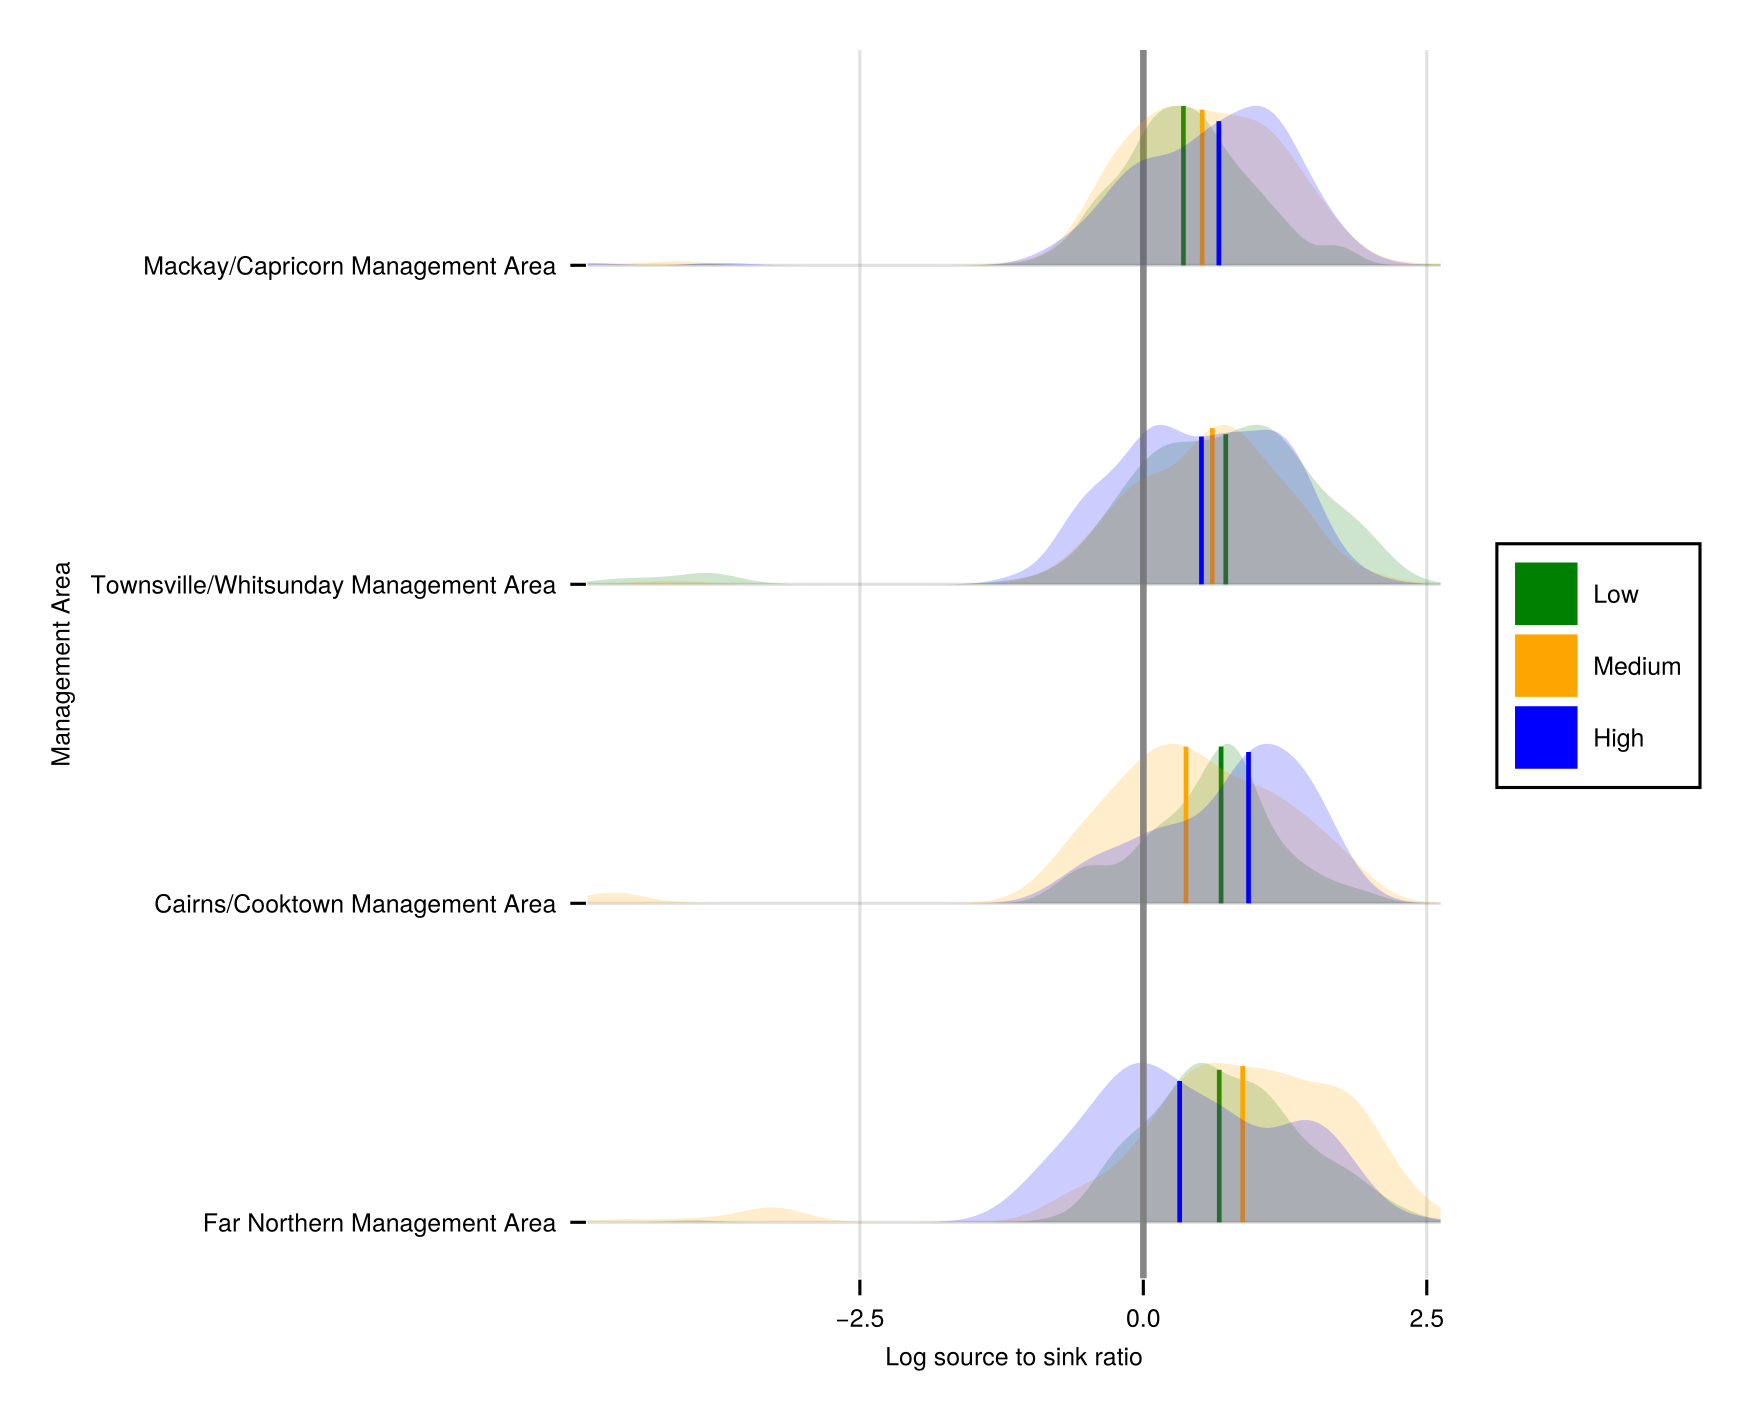 Mackay/Capricorn Management Area
Townsville/Whitsunday Management Area
Cairns/Cooktown Management Area
Far Northern Management Area
Management Area
−2.5
0.0
2.5
Log source to sink ratio
Low
Medium
High